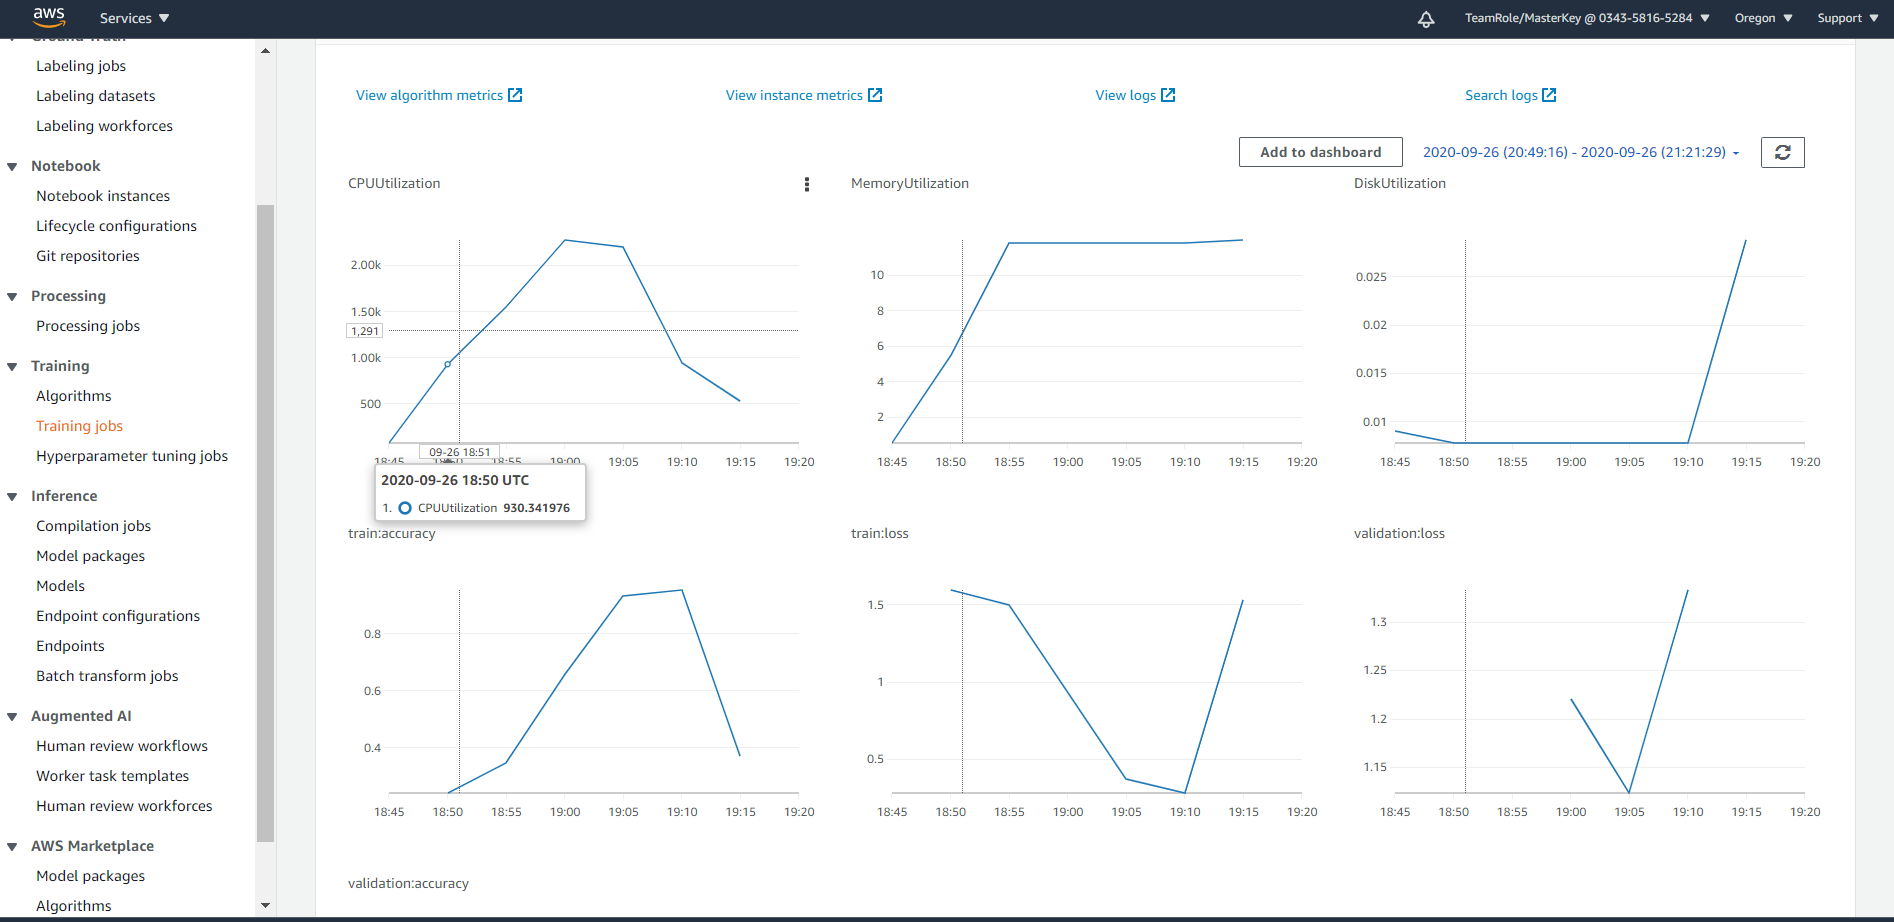 aws Services TeamRole/MasterKey @ 0343-5816-5284 Oregon Support
Ground Truth
Labeling jobs
Labeling datasets
Labeling workforces
Notebook
Notebook instances
Lifecycle configurations
Git repositories
Processing
Processing jobs
Training
Algorithms
Training jobs
Hyperparameter tuning jobs
Inference
Compilation jobs
Model packages
Models
Endpoint configurations
Endpoints
Batch transform jobs
Augmented AI
Human review workflows
Worker task templates
Human review workforces
AWS Marketplace
Model packages
Algorithms
View algorithm metrics View instance metrics View logs Search logs
Add to dashboard 2020-09-26 (20:49:16) - 2020-09-26 (21:21:29)
CPUUtilization
2.00k
1.50k
1,291
1.00k
500
09-26 18:51
18:45 18:50 18:55 19:00 19:05 19:10 19:15 19:20
2020-09-26 18:50 UTC
1. CPUUtilization 930.341976
MemoryUtilization
10
8
6
4
2
18:45 18:50 18:55 19:00 19:05 19:10 19:15 19:20
DiskUtilization
0.025
0.02
0.015
0.01
18:45 18:50 18:55 19:00 19:05 19:10 19:15 19:20
train:accuracy
0.8
0.6
0.4
18:45 18:50 18:55 19:00 19:05 19:10 19:15 19:20
train:loss
1.5
1
0.5
18:45 18:50 18:55 19:00 19:05 19:10 19:15 19:20
validation:loss
1.3
1.25
1.2
1.15
18:45 18:50 18:55 19:00 19:05 19:10 19:15 19:20
validation:accuracy